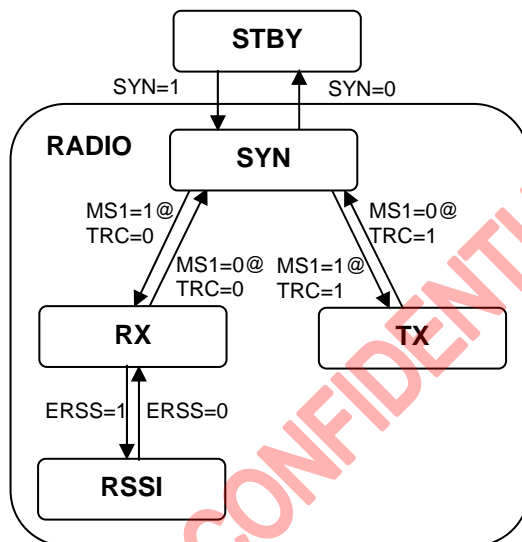 STBY
SYN=1
SYN=0
RADIO
SYN
MS1=1@
TRC=0
MS1=0@
TRC=0
MS1=1@
TRC=1
MS1=0@
TRC=1
RX
TX
ERSS=1
ERSS=0
RSSI
CONFIDENTI